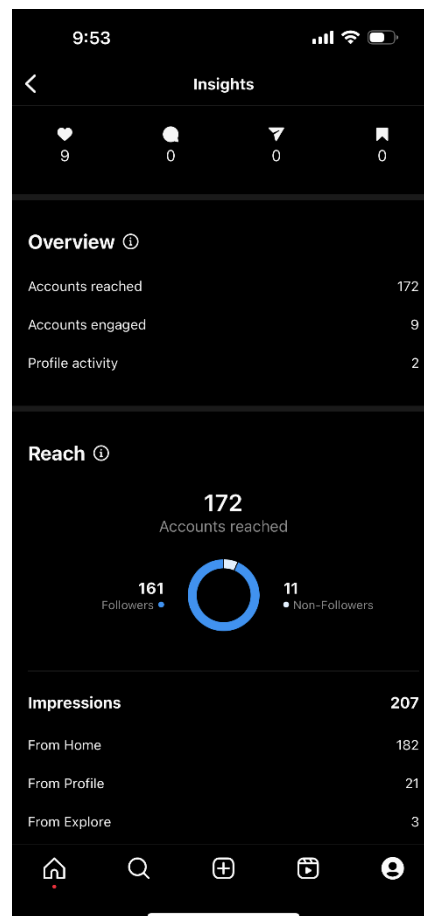 9:53
Insights
9 0 0 0
Overview
Accounts reached 172
Accounts engaged 9
Profile activity 2
Reach
172
Accounts reached
161 11
Followers Non-Followers
Impressions 207
From Home 182
From Profile 21
From Explore 3